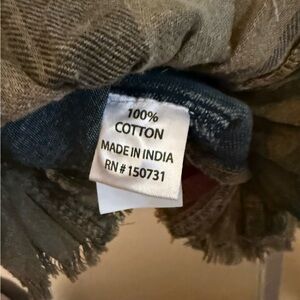 100%
COTTON
MADE IN INDIA
RN # 150731